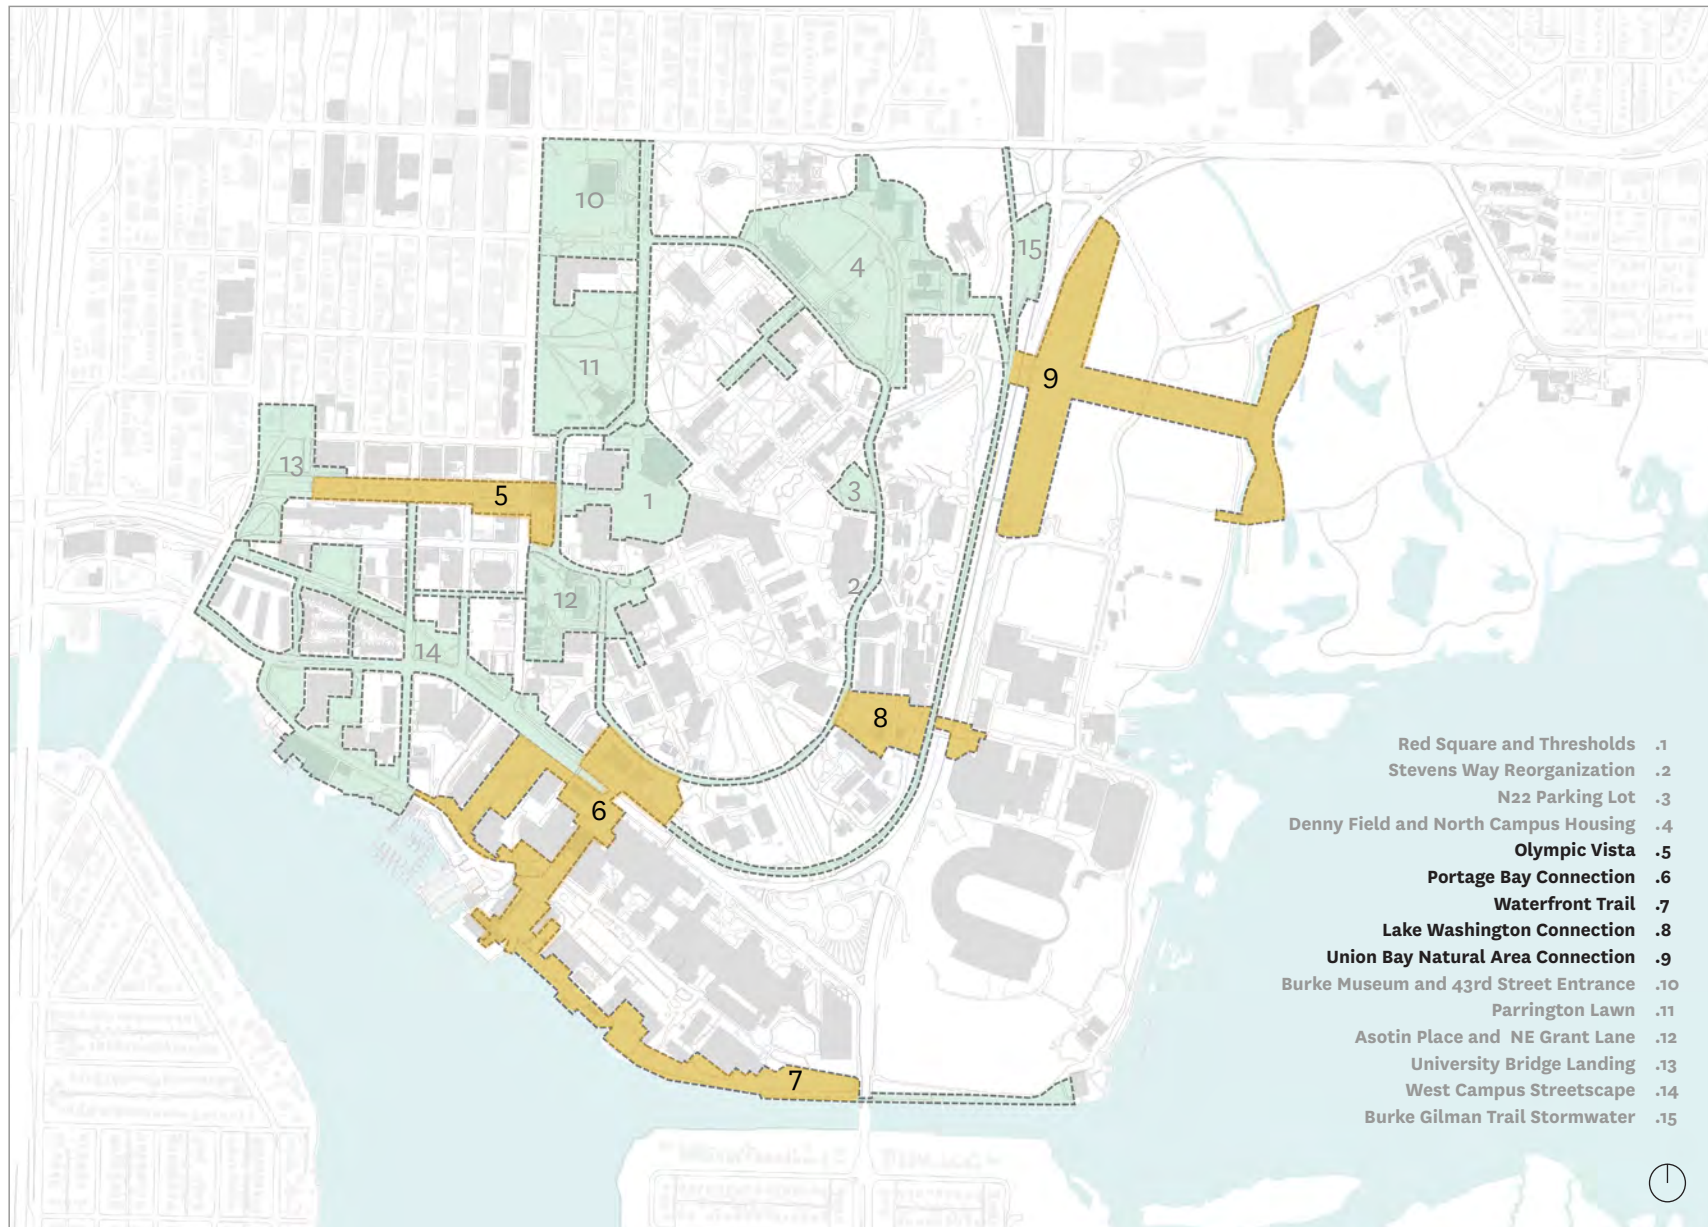 10
4
15
11
9
13
5
1
3
2
12
14
8
6
7
Red Square and Thresholds .1
Stevens Way Reorganization .2
N22 Parking Lot .3
Denny Field and North Campus Housing .4
Olympic Vista .5
Portage Bay Connection .6
Waterfront Trail .7
Lake Washington Connection .8
Union Bay Natural Area Connection .9
Burke Museum and 43rd Street Entrance .10
Parrington Lawn .11
Asotin Place and NE Grant Lane .12
University Bridge Landing .13
West Campus Streetscape .14
Burke Gilman Trail Stormwater .15